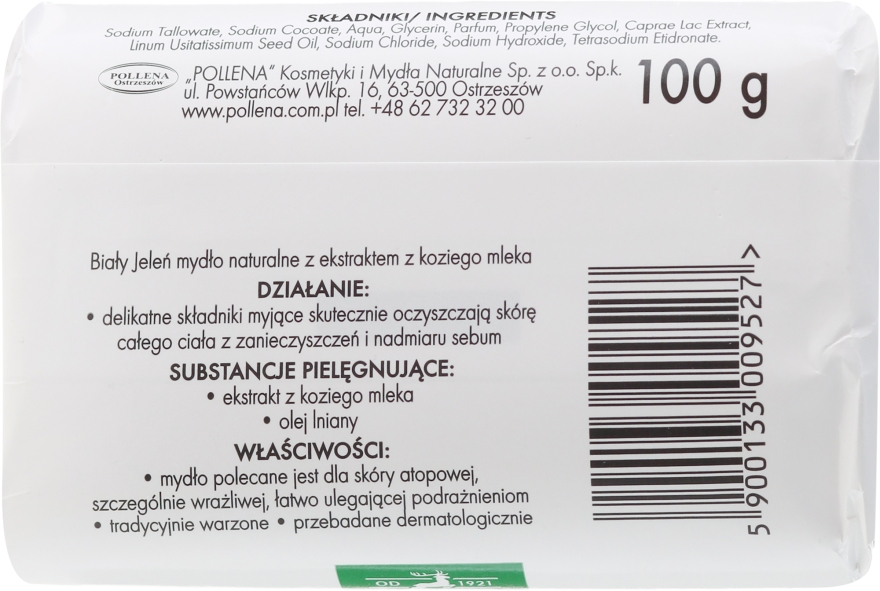 SKŁADNIKI/ INGREDIENTS
Sodium Tallowate, Sodium Cocoate, Aqua, Glycerin, Parfum, Propylene Glycol, Caprae Lac Extract,
Linum Usitatissimum Seed Oil, Sodium Chloride, Sodium Hydroxide, Tetrasodium Etidronate.
POLLENA
Ostrzeszów
„POLLENA” Kosmetyki i Mydła Naturalne Sp. z o.o. Sp.k.
ul. Powstańców Wlkp. 16, 63-500 Ostrzeszów
www.pollena.com.pl tel. +48 62 732 32 00
100 g
Biały Jeleń mydło naturalne z ekstraktem z koziego mleka
DZIAŁANIE:
• delikatne składniki myjące skutecznie oczyszczają skórę
całego ciała z zanieczyszczeń i nadmiaru sebum
SUBSTANCJE PIELĘGNUJĄCE:
• ekstrakt z koziego mleka
• olej lniany
WŁAŚCIWOŚCI:
• mydło polecane jest dla skóry atopowej,
szczególnie wrażliwej, łatwo ulegającej podrażnieniom
• tradycyjnie warzone • przebadane dermatologicznie
5 900133 009527 >
OD 1921